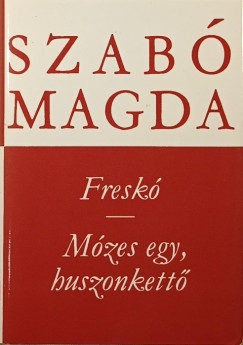 SZABÓ
MAGDA
Freskó
Mózes egy,
huszonkettő